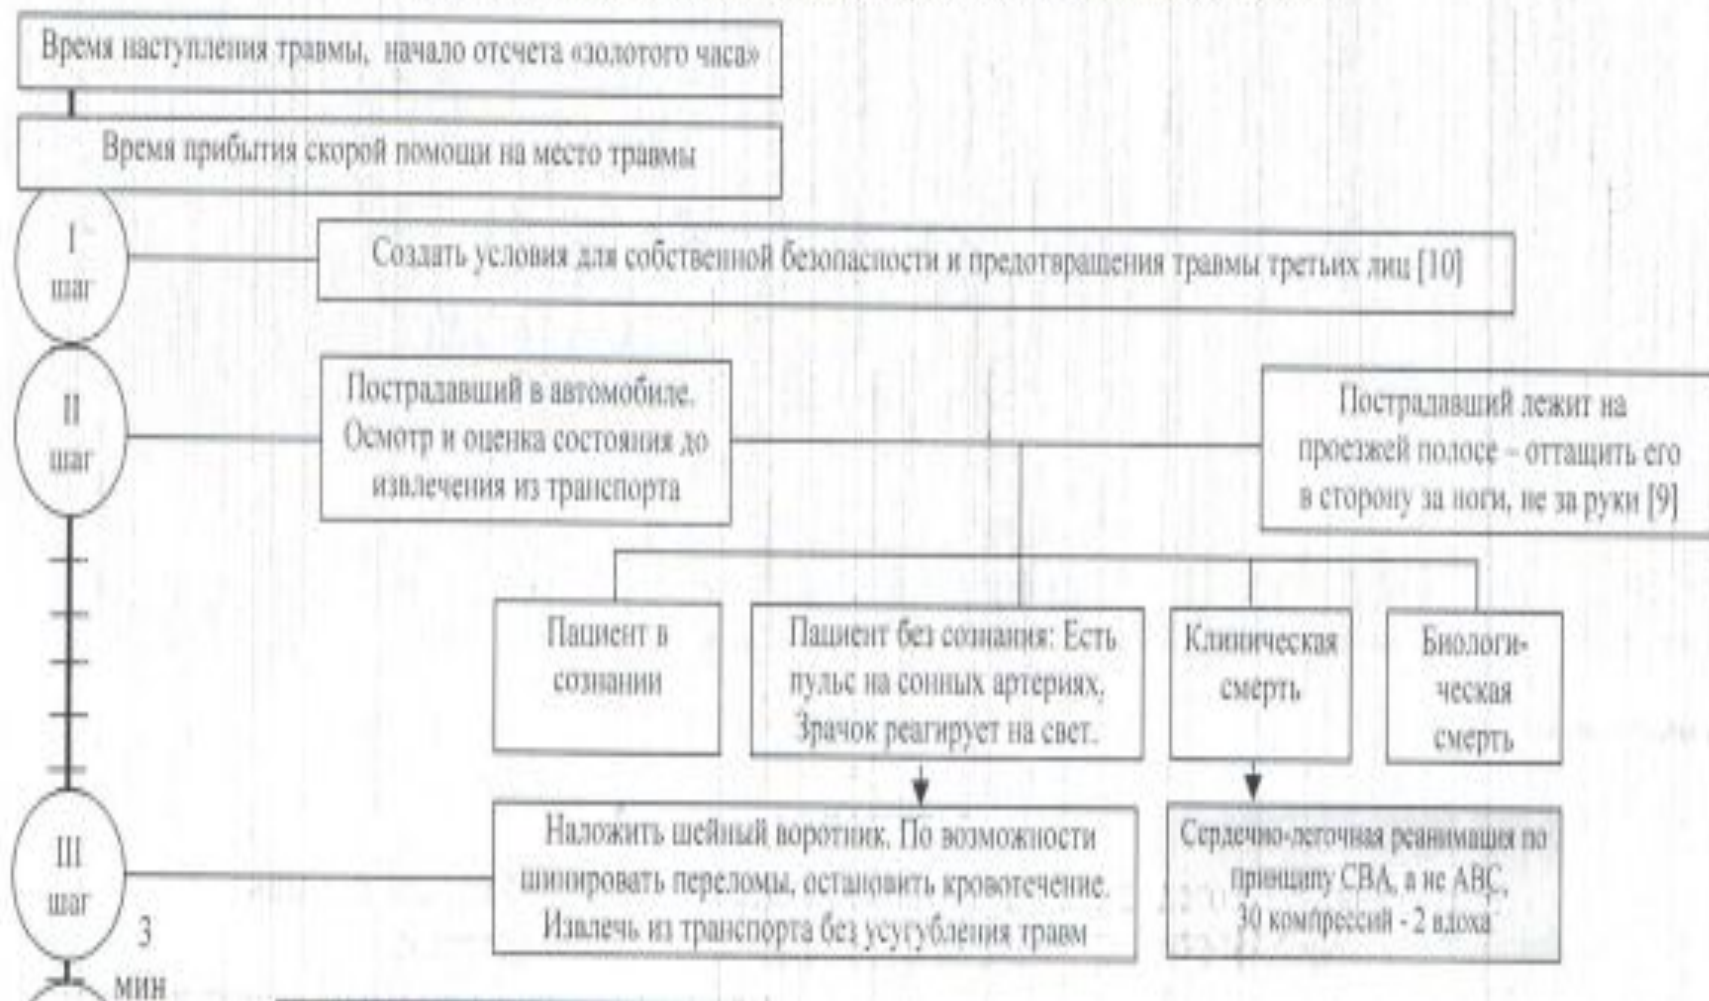 Время наступления травмы, начало отсчета «золотого часа»
Время прибытия скорой помощи на место травмы
I
шаг
Создать условия для собственной безопасности и предотвращения травмы третьих лиц [10]
II
шаг
Пострадавший в автомобиле.
Осмотр и оценка состояния до
извлечения из транспорта
Пострадавший лежит на
проезжей полосе – оттащить его
в сторону за ноги, не за руки [9]
Пациент в
сознании
Пациент без сознания: Есть
пульс на сонных артериях,
Зрачок реагирует на свет.
Клиническая
смерть
Биологи-
ческая
смерть
III
шаг
Наложить шейный воротник. По возможности
шинировать переломы, остановить кровотечение.
Извлечь из транспорта без усугубления травм
Сердечно-легочная реанимация по
принципу СВА, а не АВС,
30 компрессий - 2 вдоха
3
мин